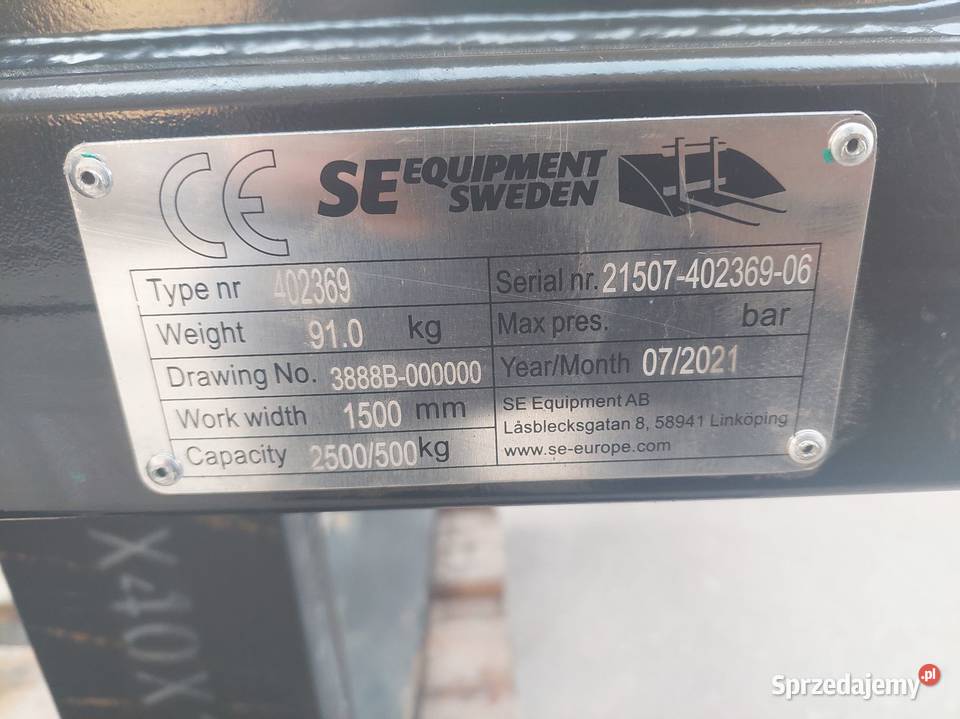 CE SE EQUIPMENT SWEDEN
Type nr 402369
Serial nr. 21507-402369-06
Weight 91.0 kg
Max pres. bar
Drawing No. 3888B-000000
Year/Month 07/2021
Work width 1500 mm
SE Equipment AB
Låsblecksgatan 8, 58941 Linköping
Capacity 2500/500kg
www.se-europe.com
X40X
Sprzedajemy.pl